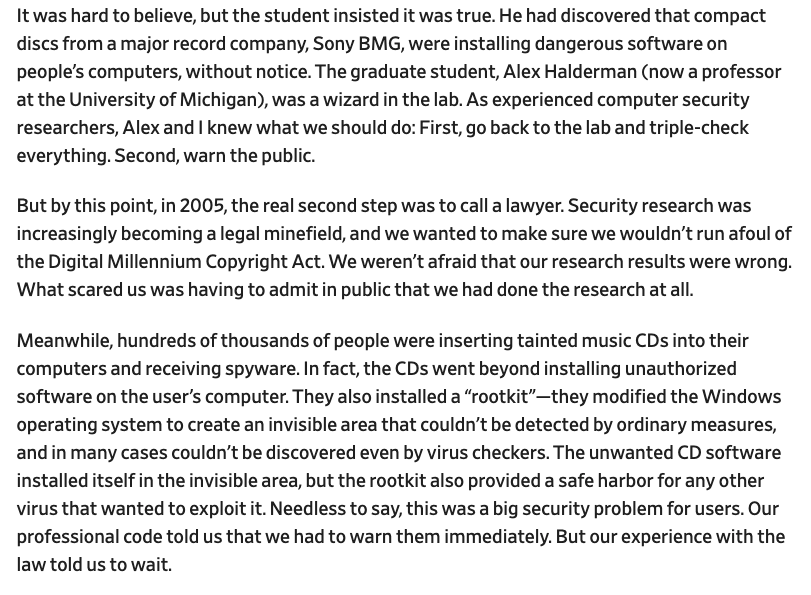 It was hard to believe, but the student insisted it was true. He had discovered that compact
discs from a major record company, Sony BMG, were installing dangerous software on
people’s computers, without notice. The graduate student, Alex Halderman (now a professor
at the University of Michigan), was a wizard in the lab. As experienced computer security
researchers, Alex and I knew what we should do: First, go back to the lab and triple-check
everything. Second, warn the public.
But by this point, in 2005, the real second step was to call a lawyer. Security research was
increasingly becoming a legal minefield, and we wanted to make sure we wouldn’t run afoul of
the Digital Millennium Copyright Act. We weren’t afraid that our research results were wrong.
What scared us was having to admit in public that we had done the research at all.
Meanwhile, hundreds of thousands of people were inserting tainted music CDs into their
computers and receiving spyware. In fact, the CDs went beyond installing unauthorized
software on the user’s computer. They also installed a “rootkit”—they modified the Windows
operating system to create an invisible area that couldn’t be detected by ordinary measures,
and in many cases couldn’t be discovered even by virus checkers. The unwanted CD software
installed itself in the invisible area, but the rootkit also provided a safe harbor for any other
virus that wanted to exploit it. Needless to say, this was a big security problem for users. Our
professional code told us that we had to warn them immediately. But our experience with the
law told us to wait.